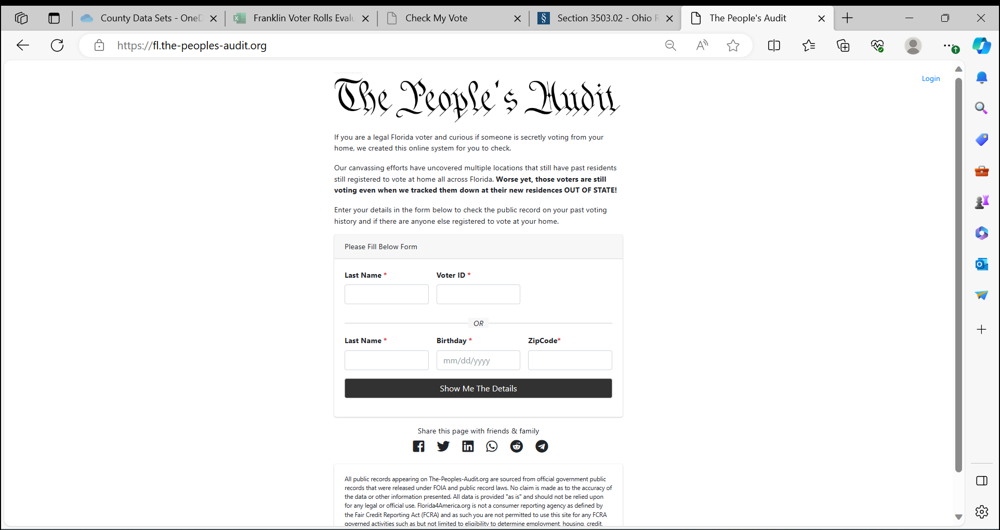 County Data Sets - OneD
Franklin Voter Rolls Evalu
Check My Vote
§ Section 3503.02 - Ohio R
The People's Audit
https://fl.the-peoples-audit.org
Login
The People's Audit
If you are a legal Florida voter and curious if someone is secretly voting from your
home, we created this online system for you to check.
Our canvassing efforts have uncovered multiple locations that still have past residents
still registered to vote at home all across Florida. Worse yet, those voters are still
voting even when we tracked them down at their new residences OUT OF STATE!
Enter your details in the form below to check the public record on your past voting
history and if there are anyone else registered to vote at your home.
Please Fill Below Form
Last Name * Voter ID *
OR
Last Name * Birthday * ZipCode*
mm/dd/yyyy
Show Me The Details
Share this page with friends & family
All public records appearing on The-Peoples-Audit.org are sourced from official government public
records that were released under FOIA and public record laws. No claim is made as to the accuracy of
the data or other information presented. All data is provided "as is" and should not be relied upon
for any legal or official use. Florida4America.org is not a consumer reporting agency as defined by
the Fair Credit Reporting Act (FCRA) and as such you are not permitted to use this site for any FCRA
governed activities such as but not limited to eligibility to determine employment, housing, credit,